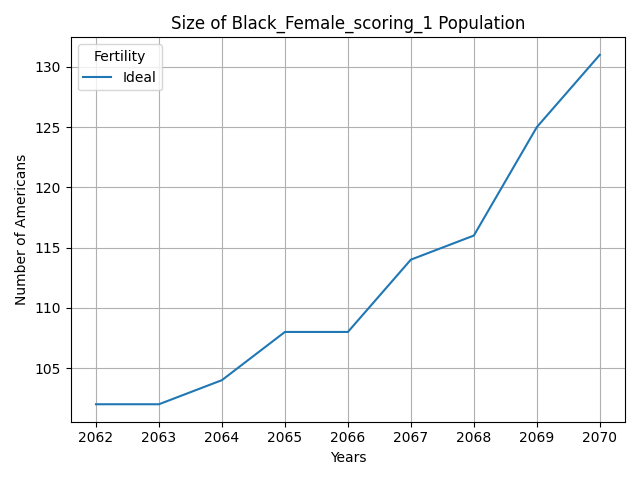 Size of Black_Female_scoring_1 Population
Fertility
Ideal
Number of Americans
130
125
120
115
110
105
2062 2063 2064 2065 2066 2067 2068 2069 2070
Years